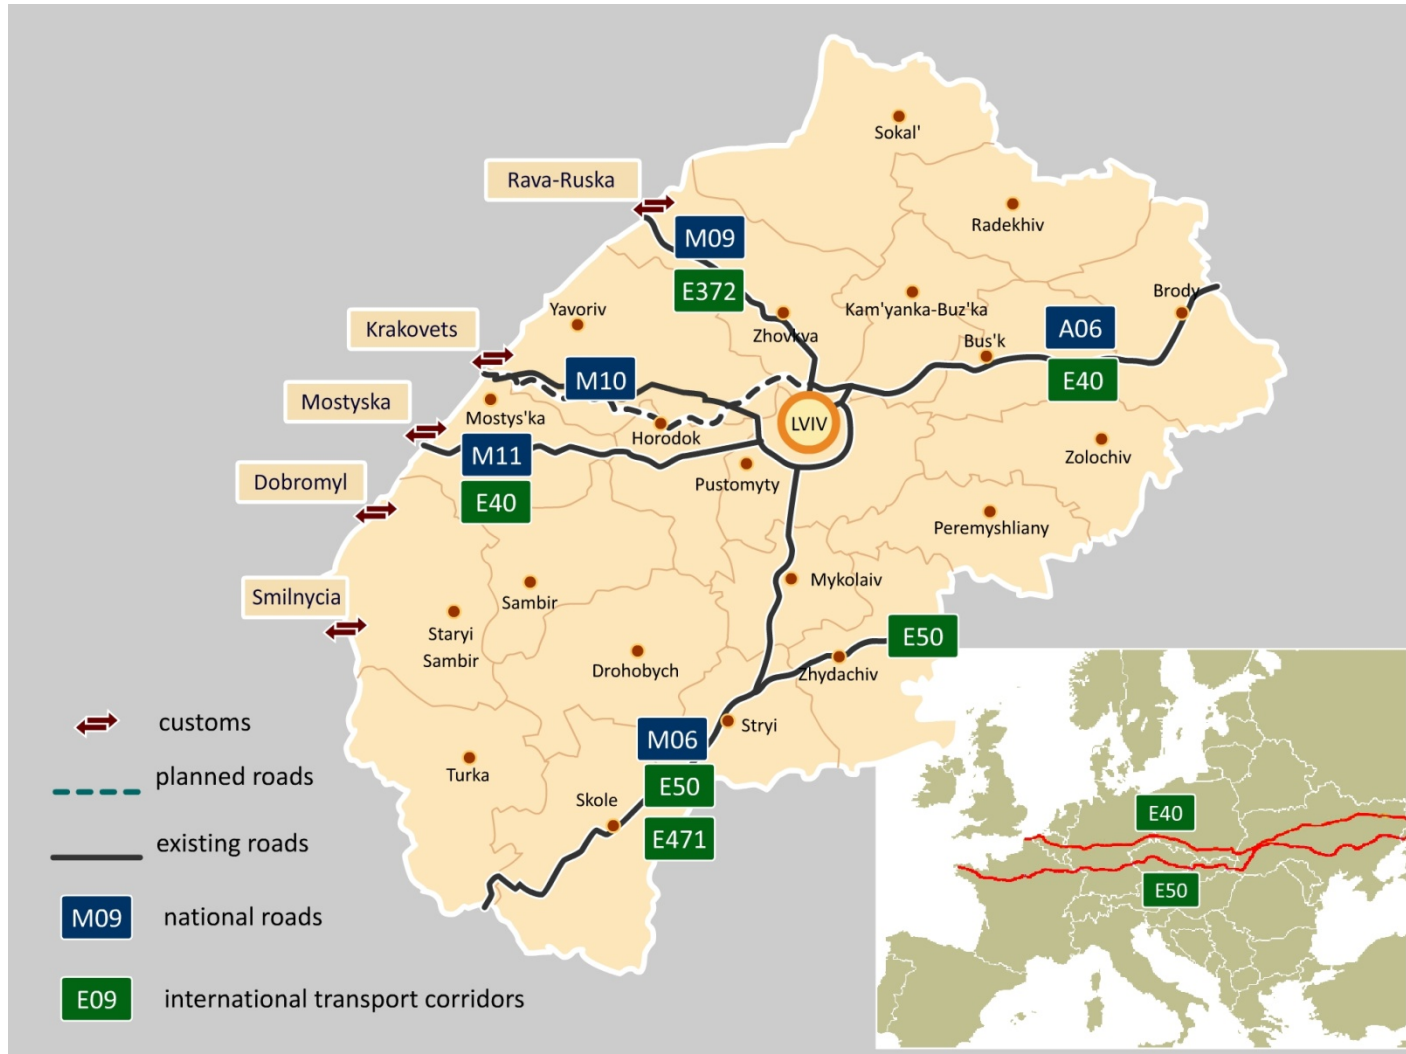 Sokal'
Rava-Ruska
Radekhiv
M09
E372
Yavoriv
Kam'yanka-Buz'ka
Brody
Krakovets
Zhovkva
Bus'k
A06
E40
M10
Mostyska
Mostys'ka
Horodok
LVIV
M11
Zolochiv
Dobromyl
Pustomyty
E40
Peremyshliany
Smilnycia
Sambir
Mykolaiv
Staryi
Sambir
Drohobych
Zhydachiv
E50
customs
Stryi
M06
planned roads
Turka
E50
Skole
E471
existing roads
M09
national roads
E09
international transport corridors
E40
E50